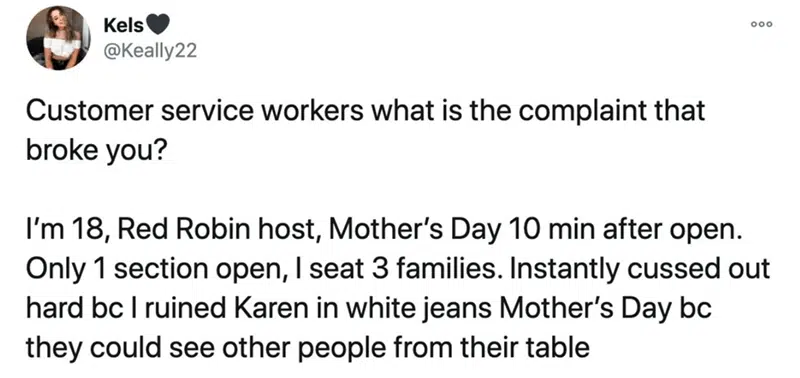 Kels🖤
@Keally22
Customer service workers what is the complaint that
broke you?
I'm 18, Red Robin host, Mother's Day 10 min after open.
Only 1 section open, I seat 3 families. Instantly cussed out
hard bc I ruined Karen in white jeans Mother's Day bc
they could see other people from their table